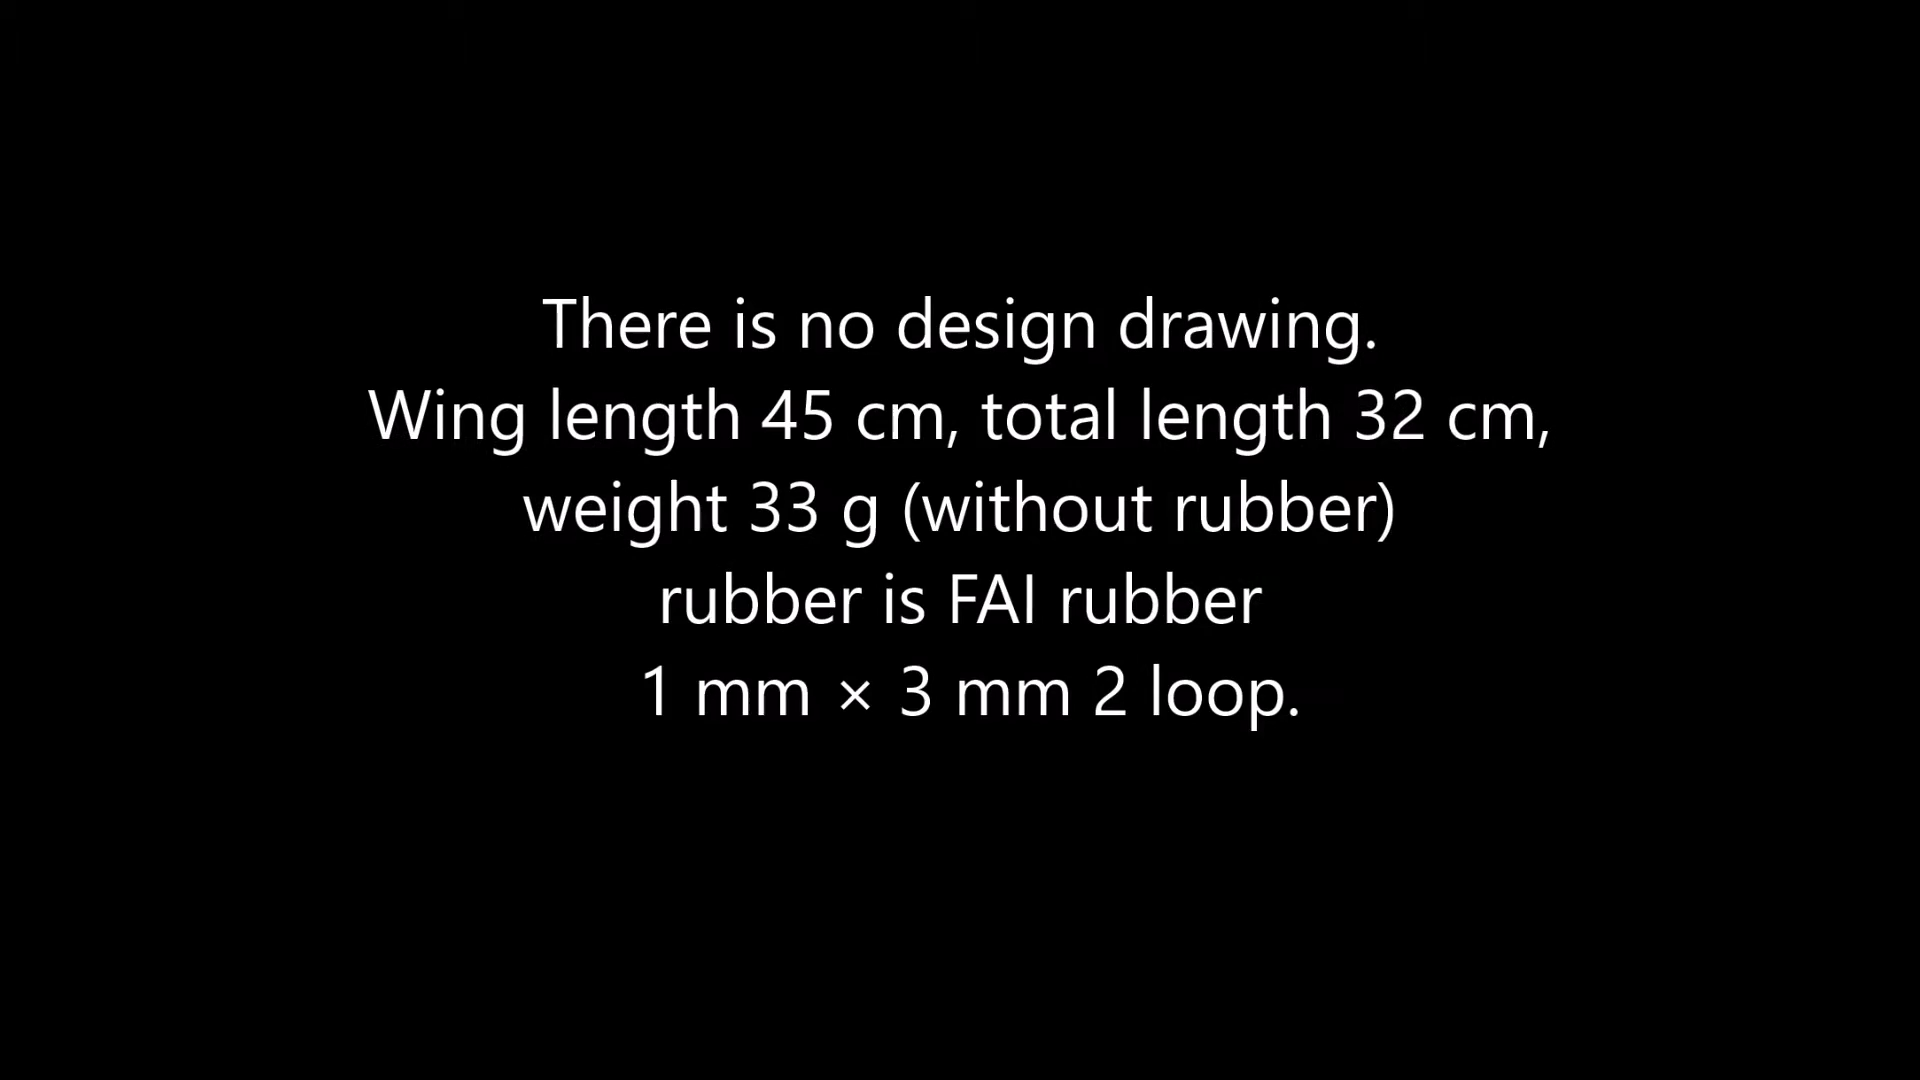 There is no design drawing.
Wing length 45 cm, total length 32 cm,
weight 33 g (without rubber)
rubber is FAI rubber
1 mm × 3 mm 2 loop.